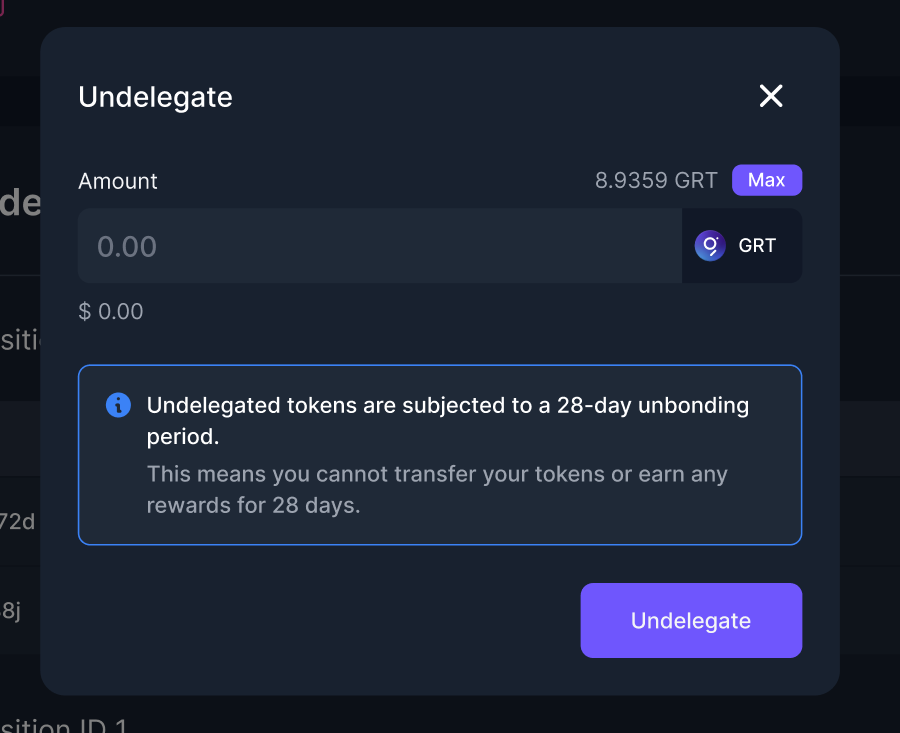 Undelegate
Amount
8.9359 GRT
Max
0.00
GRT
$ 0.00
Undelegated tokens are subjected to a 28-day unbonding
period.
This means you cannot transfer your tokens or earn any
rewards for 28 days.
72d
8j
Undelegate
sition ID 1